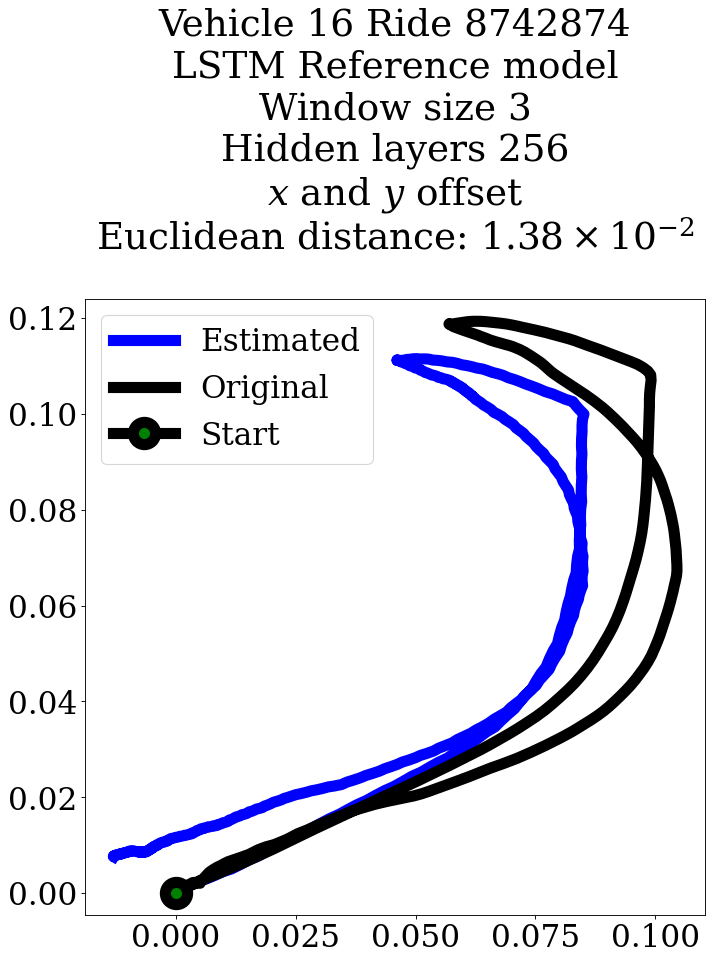 Vehicle 16 Ride 8742874
LSTM Reference model
Window size 3
Hidden layers 256
x and y offset
Euclidean distance: 1.38 × 10⁻²
Estimated
Original
Start
0.12
0.10
0.08
0.06
0.04
0.02
0.00
0.000 0.025 0.050 0.075 0.100